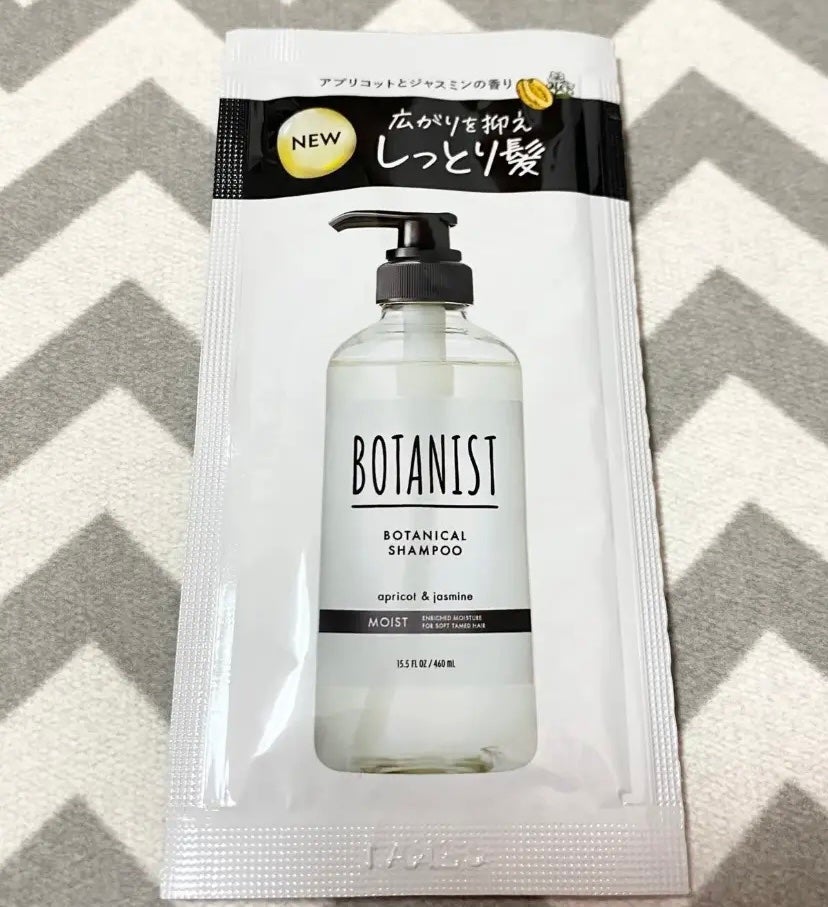 アプリコットとジャスミンの香り
NEW
広がりを抑え
しっとり髪
BOTANIST
BOTANICAL
SHAMPOO
apricot & jasmine
MOIST
ENRICHED MOISTURE
FOR SOFT TAMED HAIR
15.5 FL OZ / 460 mL